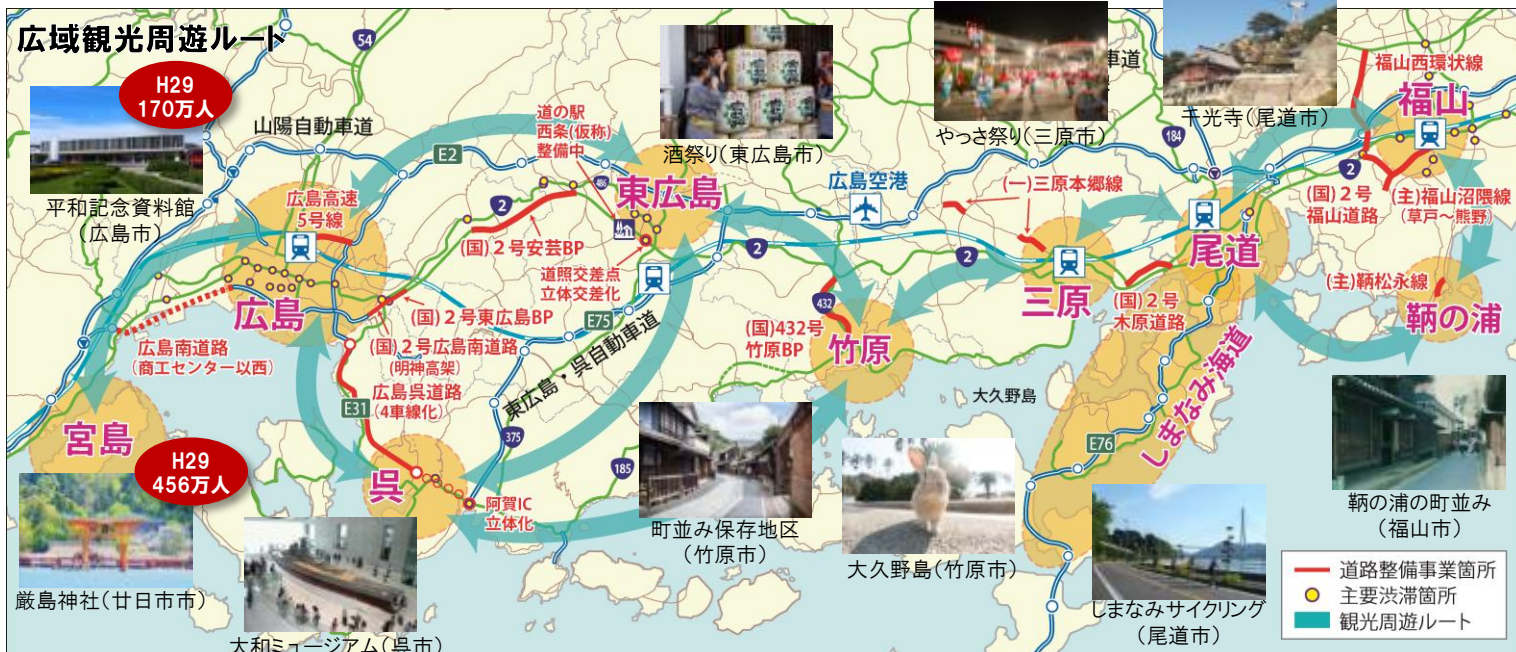 広域観光周遊ルート
H29
170万人
平和記念資料館
(広島市)
山陽自動車道
54
E2
道の駅
西条(仮称)
整備中
486
酒祭り(東広島市)
やっさ祭り(三原市)
車道
184
千光寺(尾道市)
福山西環状線
福山
2
(国)2号
福山道路
(主)福山沼隈線
(草戸～熊野)
(主)鞆松永線
鞆の浦
広島高速
5号線
2
(国)2号安芸BP
東広島
道照交差点
立体交差化
広島空港
(一)三原本郷線
2
2
三原
尾道
(国)2号
木原道路
432
(国)432号
竹原BP
竹原
広島
(国)2号東広島BP
(国)2号広島南道路
(明神高架)
広島南道路
(商工センター以西)
広島呉道路
(4車線化)
E31
E75
東広島・呉自動車道
375
185
宮島
H29
456万人
呉
阿賀IC
立体化
大久野島
E76
しまなみ海道
厳島神社(廿日市市)
大和ミュージアム(呉市)
町並み保存地区
(竹原市)
大久野島(竹原市)
しまなみサイクリング
(尾道市)
鞆の浦の町並み
(福山市)
道路整備事業箇所
主要渋滞箇所
観光周遊ルート